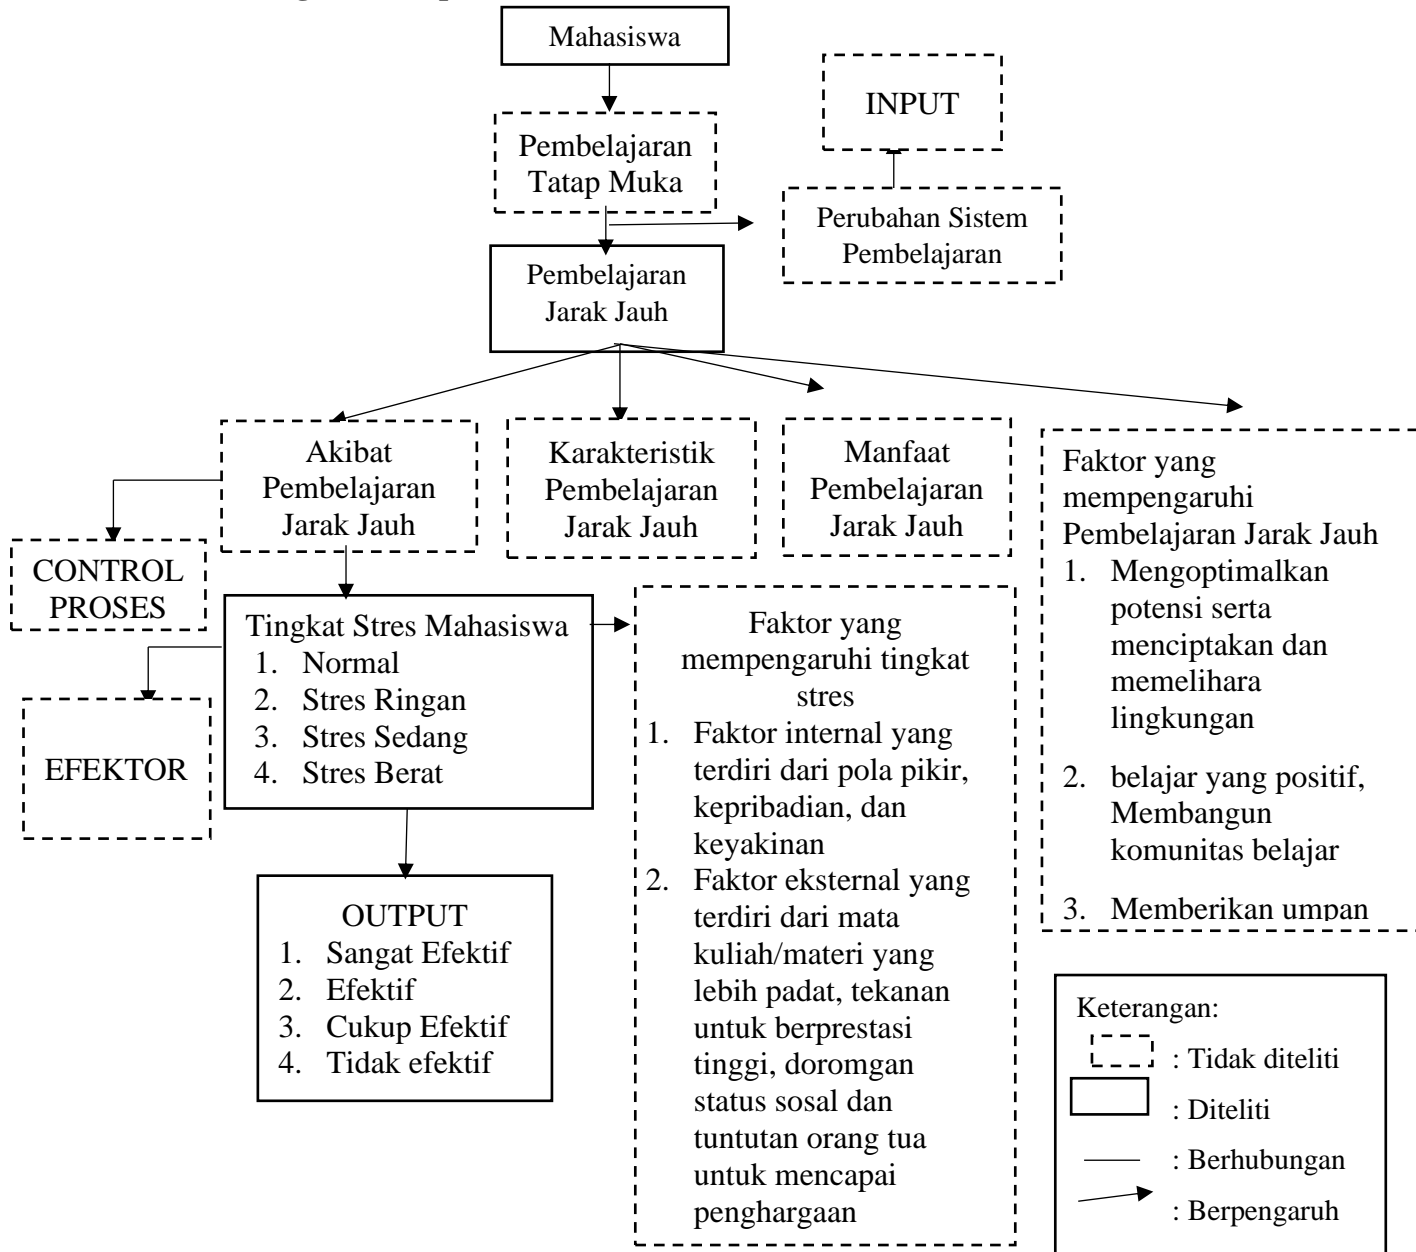 Mahasiswa
INPUT
Pembelajaran
Tatap Muka
Perubahan Sistem
Pembelajaran
Pembelajaran
Jarak Jauh
Akibat
Pembelajaran
Jarak Jauh
Karakteristik
Pembelajaran
Jarak Jauh
Manfaat
Pembelajaran
Jarak Jauh
Faktor yang
mempengaruhi
Pembelajaran Jarak Jauh
1. Mengoptimalkan
potensi serta
menciptakan dan
memelihara
lingkungan
2. belajar yang positif,
Membangun
komunitas belajar
3. Memberikan umpan
CONTROL
PROSES
Tingkat Stres Mahasiswa
1. Normal
2. Stres Ringan
3. Stres Sedang
4. Stres Berat
EFEKTOR
Faktor yang
mempengaruhi tingkat
stres
1. Faktor internal yang
terdiri dari pola pikir,
kepribadian, dan
keyakinan
2. Faktor eksternal yang
terdiri dari mata
kuliah/materi yang
lebih padat, tekanan
untuk berprestasi
tinggi, doromgan
status sosal dan
tuntutan orang tua
untuk mencapai
penghargaan
OUTPUT
1. Sangat Efektif
2. Efektif
3. Cukup Efektif
4. Tidak efektif
Keterangan:
: Tidak diteliti
: Diteliti
: Berhubungan
: Berpengaruh